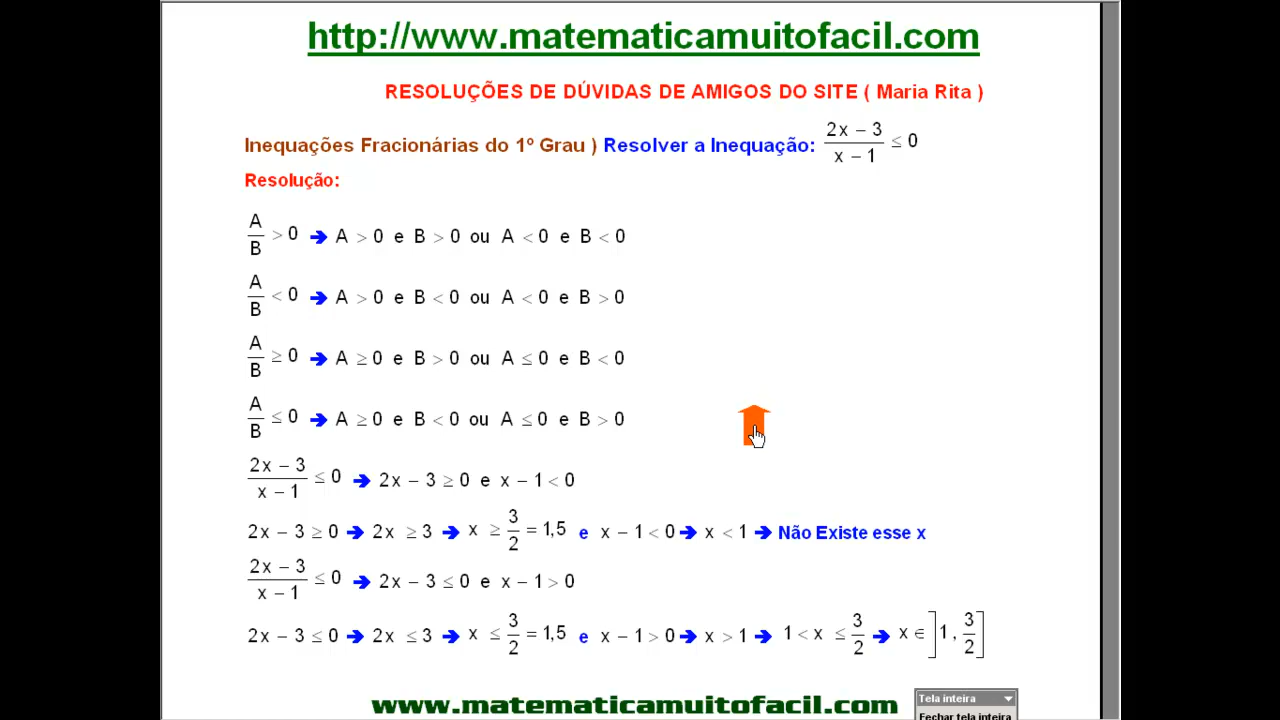 http://www.matematicamuitofacil.com
RESOLUÇÕES DE DÚVIDAS DE AMIGOS DO SITE ( Maria Rita )
Inequações Fracionárias do 1º Grau ) Resolver a Inequação: (2x − 3)/(x − 1) ≤ 0
Resolução:
A/B > 0 ➔ A > 0 e B > 0 ou A < 0 e B < 0
A/B < 0 ➔ A > 0 e B < 0 ou A < 0 e B > 0
A/B ≥ 0 ➔ A ≥ 0 e B > 0 ou A ≤ 0 e B < 0
A/B ≤ 0 ➔ A ≥ 0 e B < 0 ou A ≤ 0 e B > 0
(2x − 3)/(x − 1) ≤ 0 ➔ 2x − 3 ≥ 0 e x − 1 < 0
2x − 3 ≥ 0 ➔ 2x ≥ 3 ➔ x ≥ 3/2 = 1,5 e x − 1 < 0 ➔ x < 1 ➔ Não Existe esse x
(2x − 3)/(x − 1) ≤ 0 ➔ 2x − 3 ≤ 0 e x − 1 > 0
2x − 3 ≤ 0 ➔ 2x ≤ 3 ➔ x ≤ 3/2 = 1,5 e x − 1 > 0 ➔ x > 1 ➔ 1 < x ≤ 3/2 ➔ x ∈ ]1 , 3/2]
www.matematicamuitofacil.com
Tela inteira
Fechar tela inteira